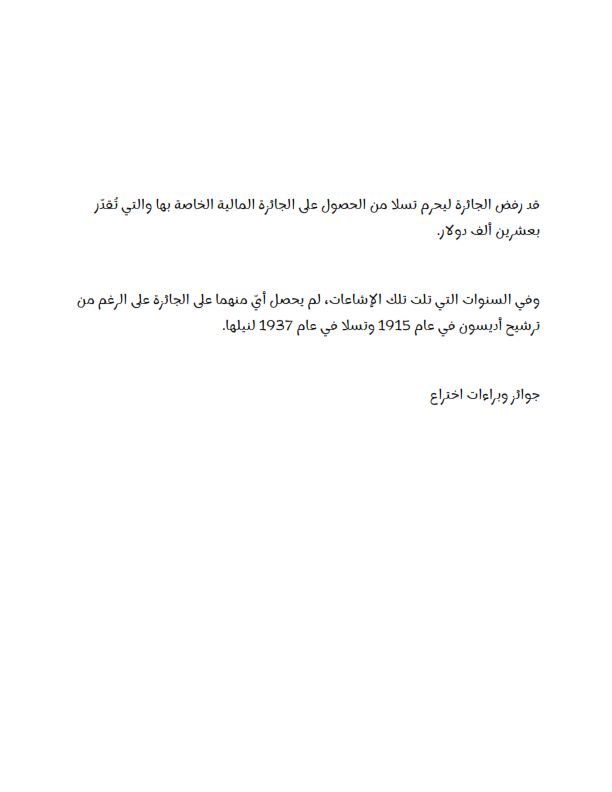 قد رفض الجائزة ليحرم تسلا من الحصول على الجائزة المالية الخاصة بها والتي تُقدّر
بعشرين ألف دولار.
وفي السنوات التي تلت تلك الإشاعات، لم يحصل أيّ منهما على الجائزة على الرغم من
ترشيح أديسون في عام 1915 وتسلا في عام 1937 لنيلها.
جوائز وبراءات اختراع